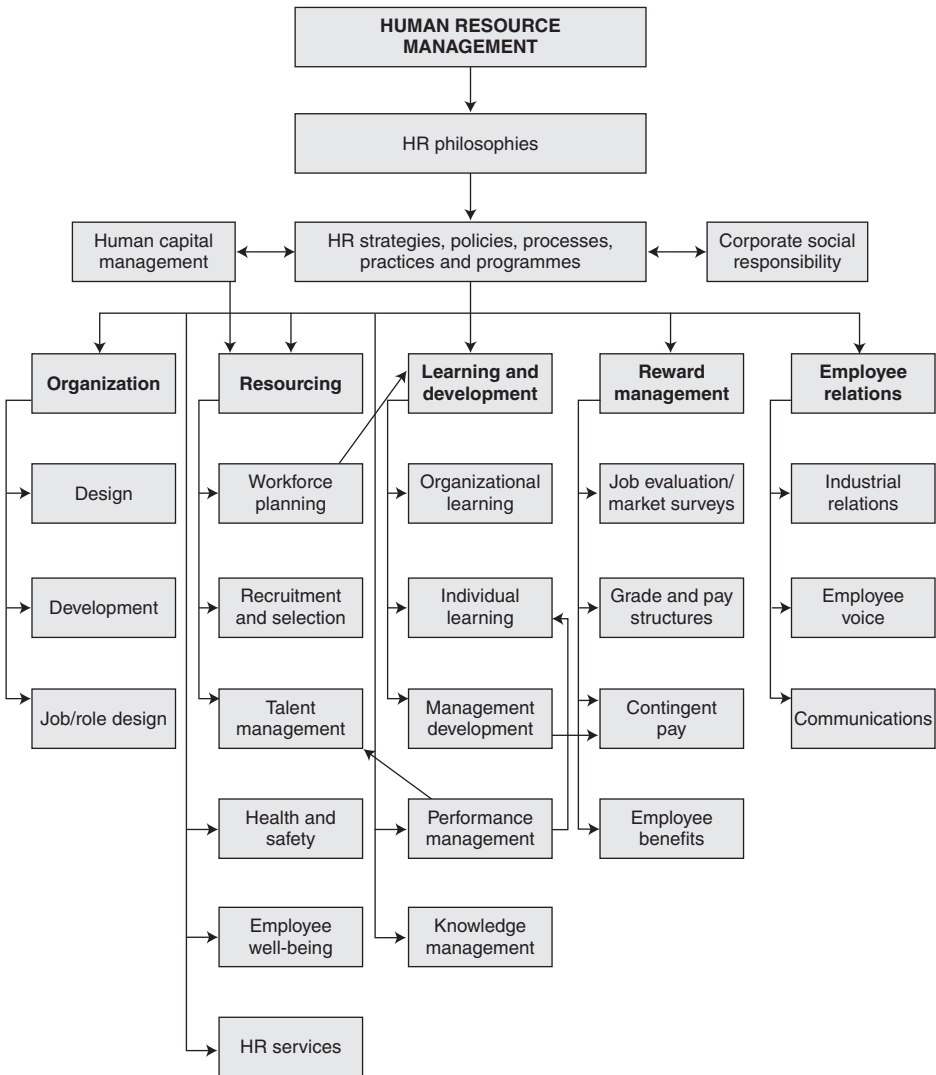 HUMAN RESOURCE
MANAGEMENT
HR philosophies
Human capital
management
HR strategies, policies, processes,
practices and programmes
Corporate social
responsibility
Organization
Resourcing
Learning and
development
Reward
management
Employee
relations
Design
Workforce
planning
Organizational
learning
Job evaluation/
market surveys
Industrial
relations
Development
Recruitment
and selection
Individual
learning
Grade and pay
structures
Employee
voice
Job/role design
Talent
management
Management
development
Contingent
pay
Communications
Health and
safety
Performance
management
Employee
benefits
Employee
well-being
Knowledge
management
HR services